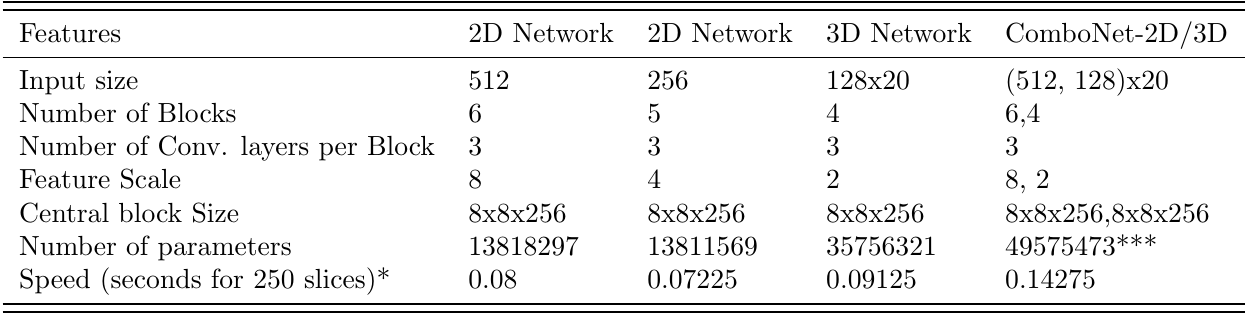 Features 2D Network 2D Network 3D Network ComboNet-2D/3D
Input size 512 256 128x20 (512, 128)x20
Number of Blocks 6 5 4 6,4
Number of Conv. layers per Block 3 3 3 3
Feature Scale 8 4 2 8, 2
Central block Size 8x8x256 8x8x256 8x8x256 8x8x256,8x8x256
Number of parameters 13818297 13811569 35756321 49575473***
Speed (seconds for 250 slices)* 0.08 0.07225 0.09125 0.14275